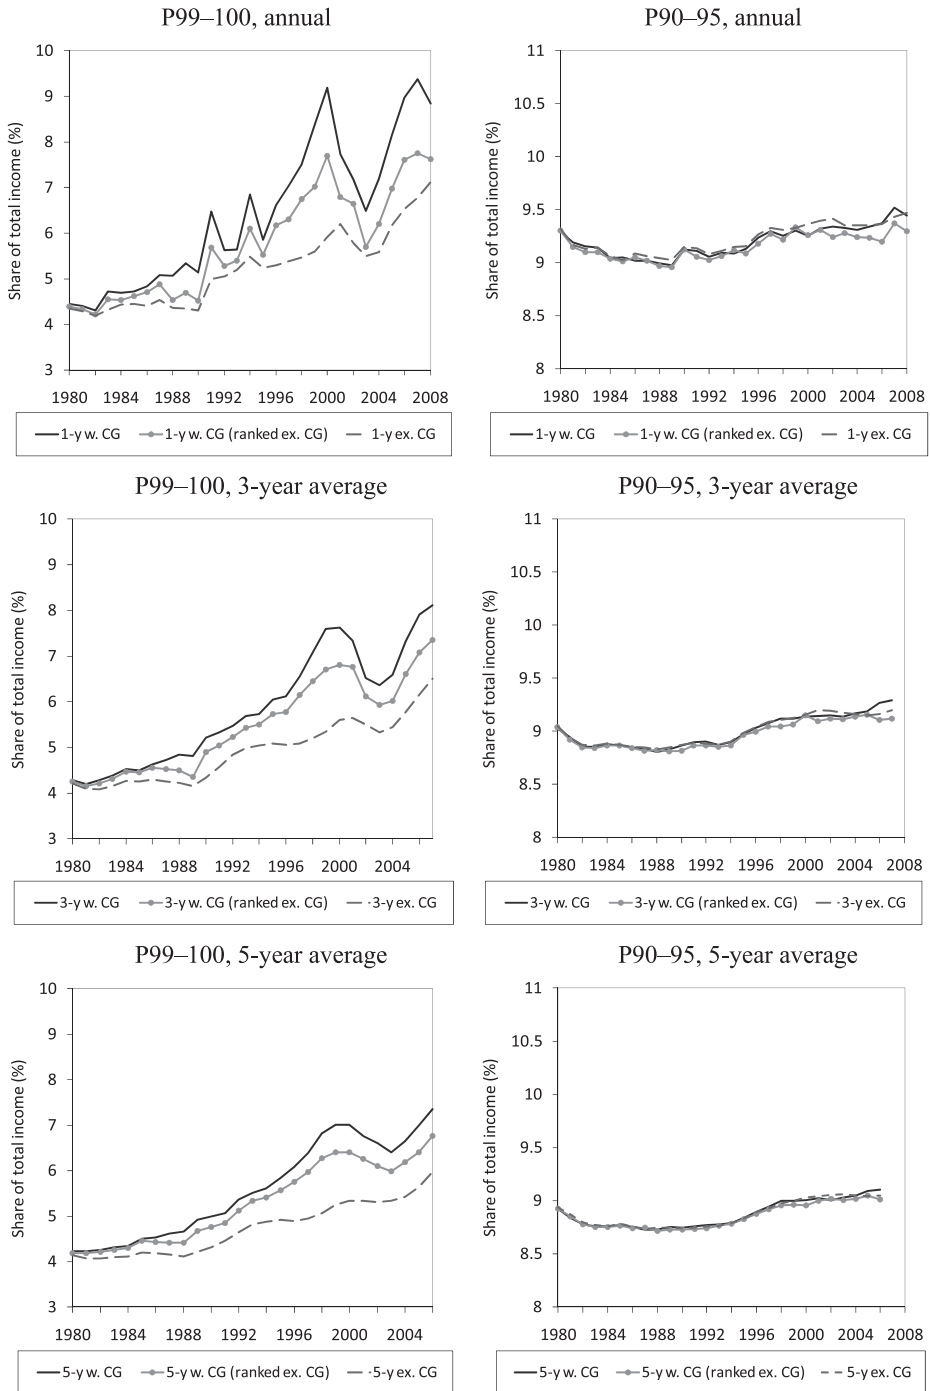 P99–100, annual
10
9
8
7
6
5
4
3
Share of total income (%)
1980 1984 1988 1992 1996 2000 2004 2008
1-y w. CG 1-y w. CG (ranked ex. CG) 1-y ex. CG
P90–95, annual
11
10.5
10
9.5
9
8.5
8
Share of total income (%)
1980 1984 1988 1992 1996 2000 2004 2008
1-y w. CG 1-y w. CG (ranked ex. CG) 1-y ex. CG
P99–100, 3-year average
10
9
8
7
6
5
4
3
Share of total income (%)
1980 1984 1988 1992 1996 2000 2004
3-y w. CG 3-y w. CG (ranked ex. CG) 3-y ex. CG
P90–95, 3-year average
11
10.5
10
9.5
9
8.5
8
Share of total income (%)
1980 1984 1988 1992 1996 2000 2004 2008
3-y w. CG 3-y w. CG (ranked ex. CG) 3-y ex. CG
P99–100, 5-year average
10
9
8
7
6
5
4
3
Share of total income (%)
1980 1984 1988 1992 1996 2000 2004
5-y w. CG 5-y w. CG (ranked ex. CG) 5-y ex. CG
P90–95, 5-year average
11
10.5
10
9.5
9
8.5
8
Share of total income (%)
1980 1984 1988 1992 1996 2000 2004 2008
5-y w. CG 5-y w. CG (ranked ex. CG) 5-y ex. CG